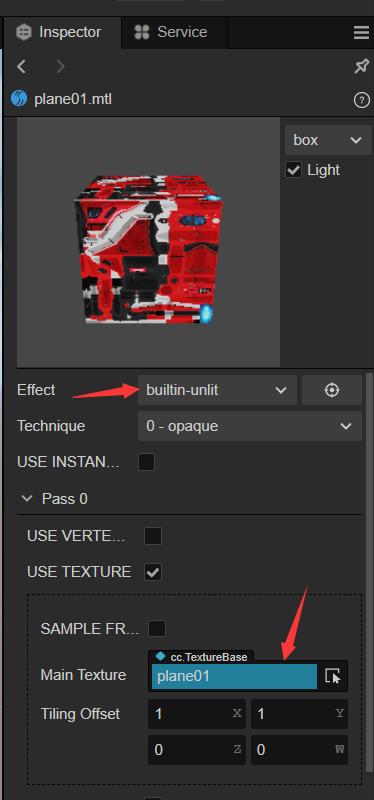 Inspector Service
plane01.mtl
box
Light
Effect builtin-unlit
Technique 0 - opaque
USE INSTAN...
Pass 0
USE VERTE...
USE TEXTURE
SAMPLE FR...
cc.TextureBase
Main Texture plane01
Tiling Offset 1 X 1 Y
0 Z 0 W